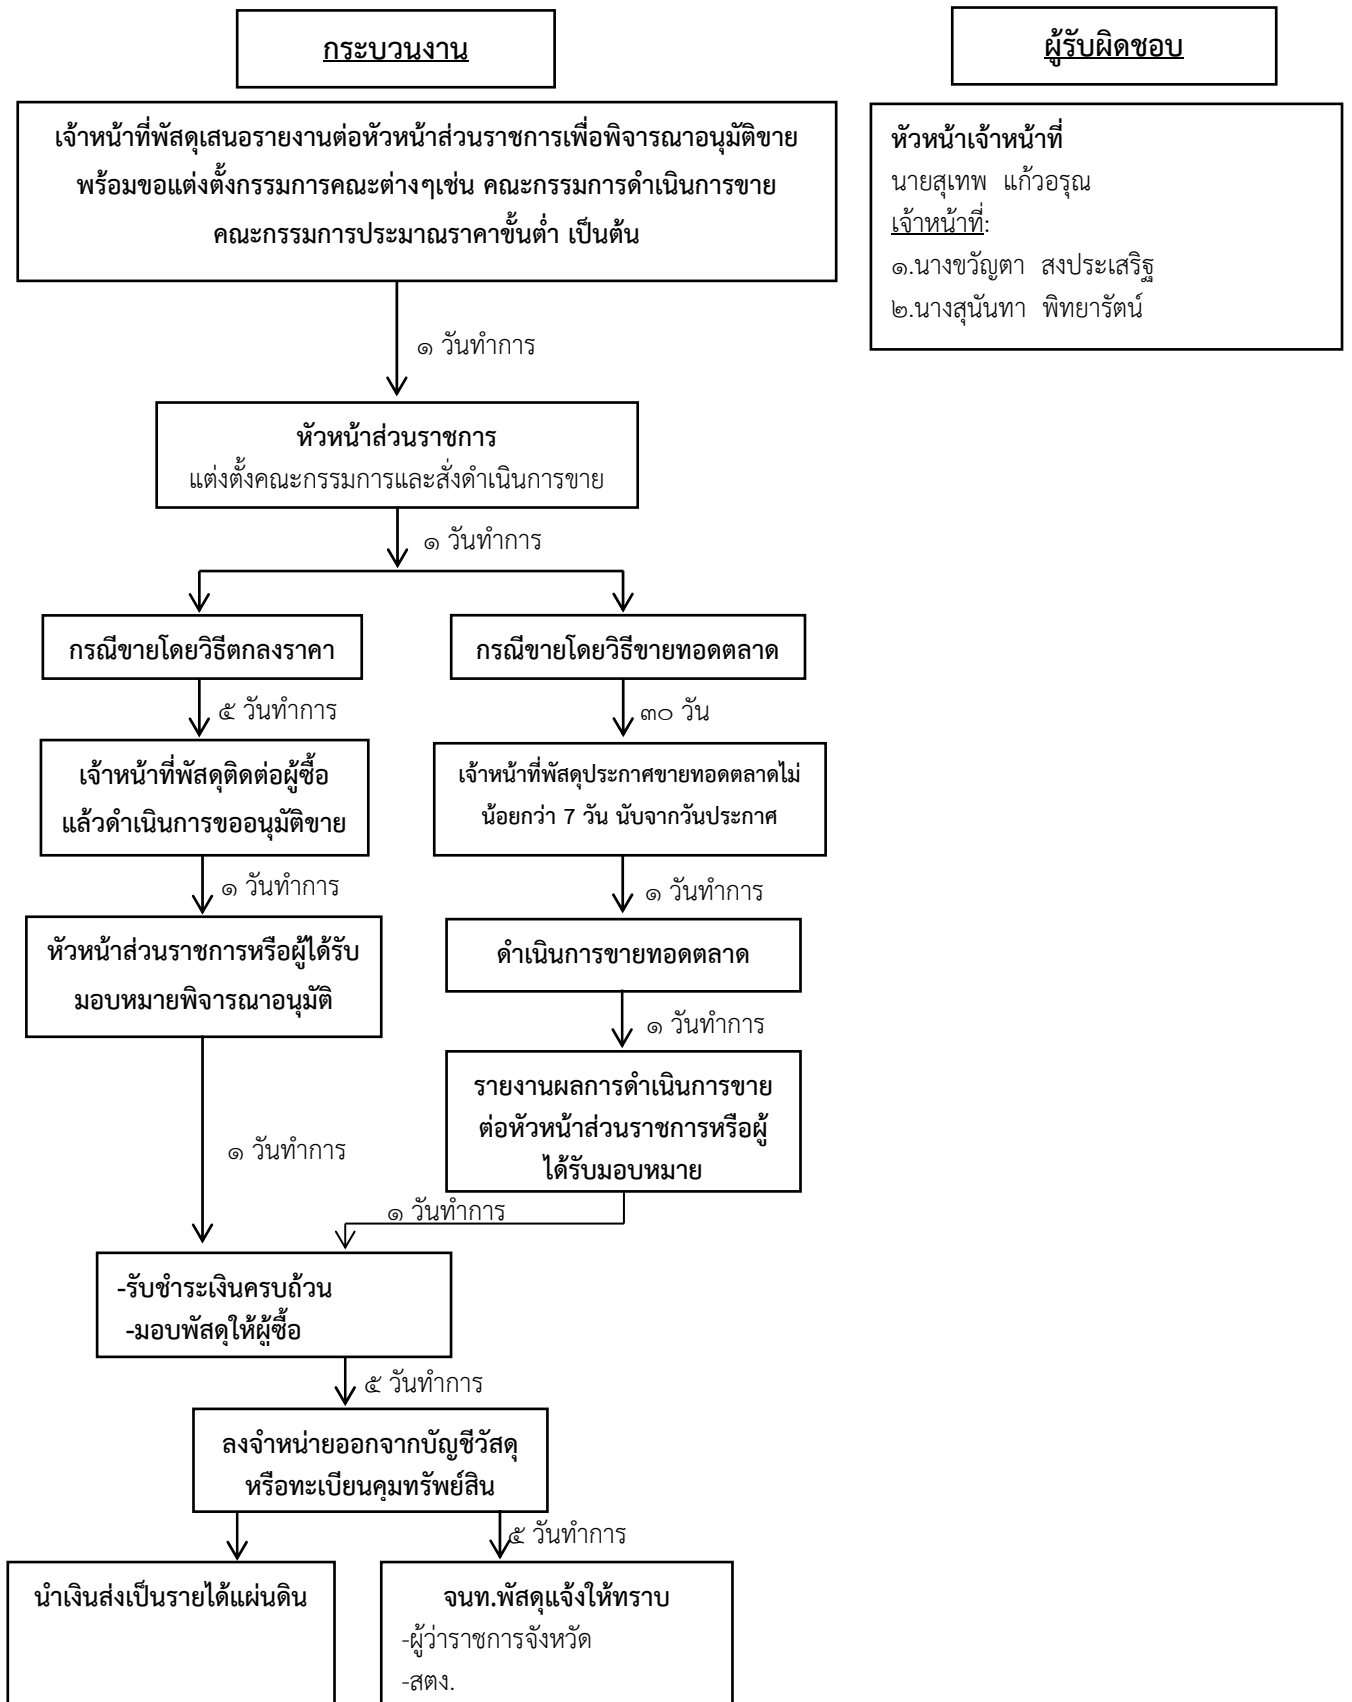 กระบวนงาน
ผู้รับผิดชอบ
เจ้าหน้าที่พัสดุเสนอรายงานต่อหัวหน้าส่วนราชการเพื่อพิจารณาอนุมัติขาย
พร้อมขอแต่งตั้งกรรมการคณะต่างๆเช่น คณะกรรมการดำเนินการขาย
คณะกรรมการประมาณราคาขั้นต่ำ เป็นต้น
หัวหน้าเจ้าหน้าที่
นายสุเทพ แก้วอรุณ
เจ้าหน้าที่:
๑.นางขวัญตา สงประเสริฐ
๒.นางสุนันทา พิทยารัตน์
๑ วันทำการ
หัวหน้าส่วนราชการ
แต่งตั้งคณะกรรมการและสั่งดำเนินการขาย
๑ วันทำการ
กรณีขายโดยวิธีตกลงราคา
กรณีขายโดยวิธีขายทอดตลาด
๕ วันทำการ
๓๐ วัน
เจ้าหน้าที่พัสดุติดต่อผู้ซื้อ
แล้วดำเนินการขออนุมัติขาย
เจ้าหน้าที่พัสดุประกาศขายทอดตลาดไม่
น้อยกว่า 7 วัน นับจากวันประกาศ
๑ วันทำการ
๑ วันทำการ
หัวหน้าส่วนราชการหรือผู้ได้รับ
มอบหมายพิจารณาอนุมัติ
ดำเนินการขายทอดตลาด
๑ วันทำการ
รายงานผลการดำเนินการขาย
ต่อหัวหน้าส่วนราชการหรือผู้
ได้รับมอบหมาย
๑ วันทำการ
๑ วันทำการ
-รับชำระเงินครบถ้วน
-มอบพัสดุให้ผู้ซื้อ
๕ วันทำการ
ลงจำหน่ายออกจากบัญชีวัสดุ
หรือทะเบียนคุมทรัพย์สิน
๕ วันทำการ
นำเงินส่งเป็นรายได้แผ่นดิน
จนท.พัสดุแจ้งให้ทราบ
-ผู้ว่าราชการจังหวัด
-สตง.